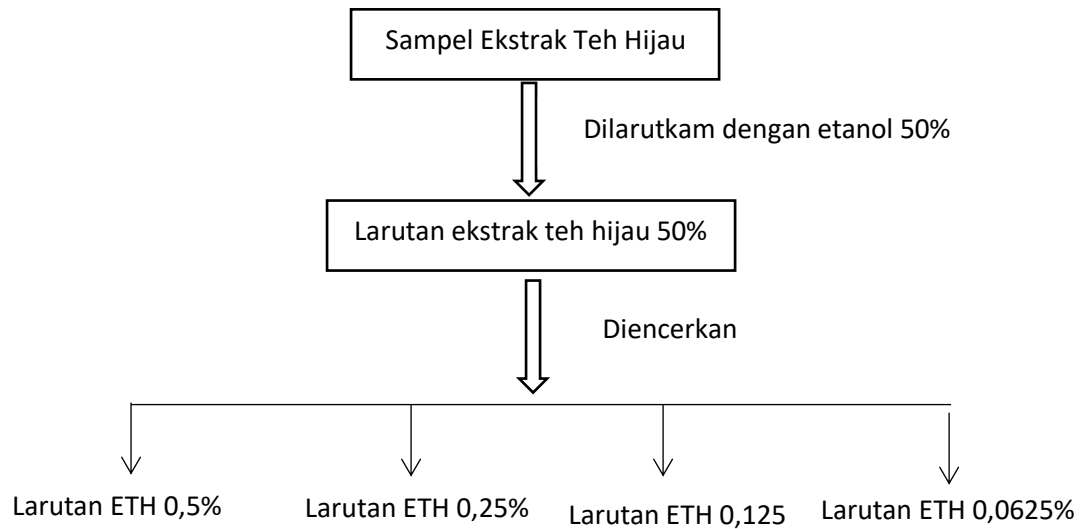 Sampel Ekstrak Teh Hijau
Dilarutkam dengan etanol 50%
Larutan ekstrak teh hijau 50%
Diencerkan
Larutan ETH 0,5%
Larutan ETH 0,25%
Larutan ETH 0,125
Larutan ETH 0,0625%